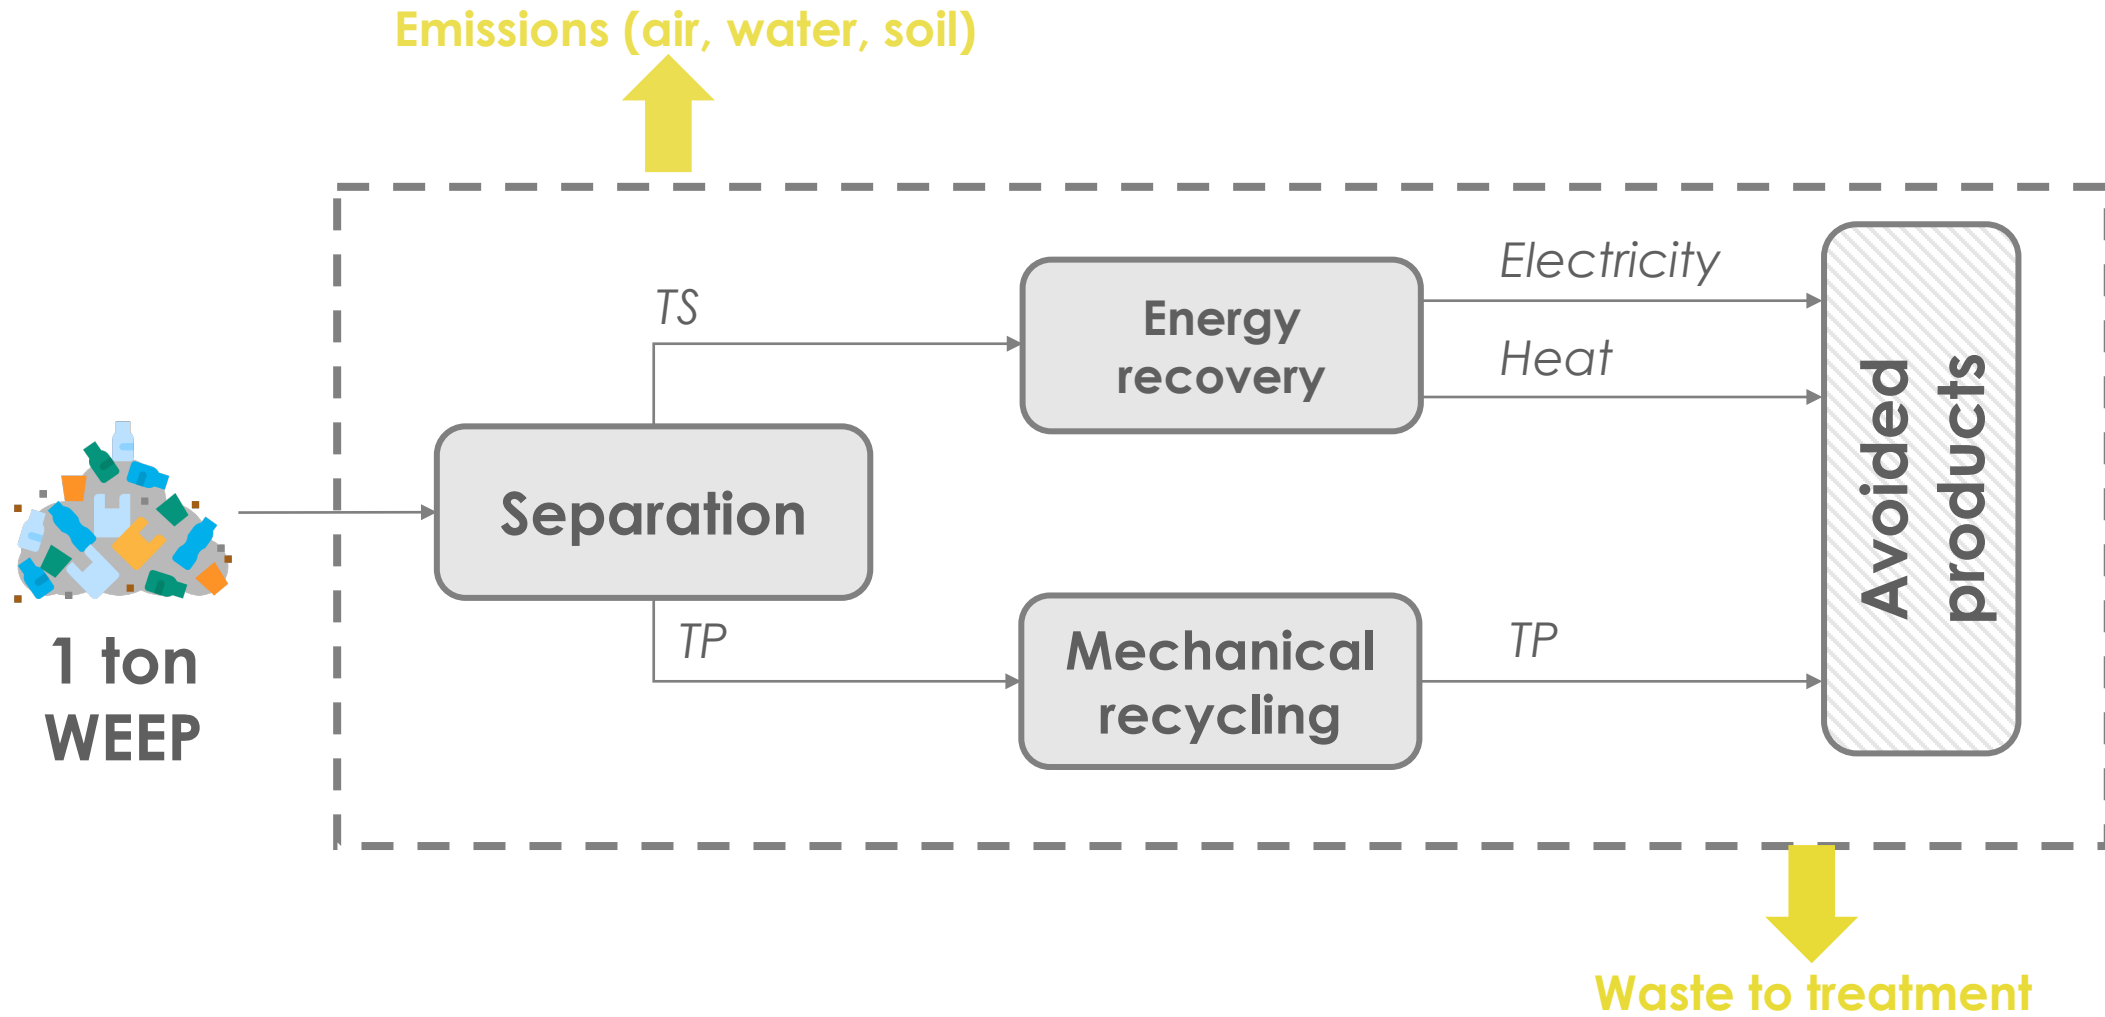 Emissions (air, water, soil)
TS
Energy
recovery
Electricity
Heat
Separation
1 ton
WEEP
TP
Mechanical
recycling
TP
Avoided
products
Waste to treatment